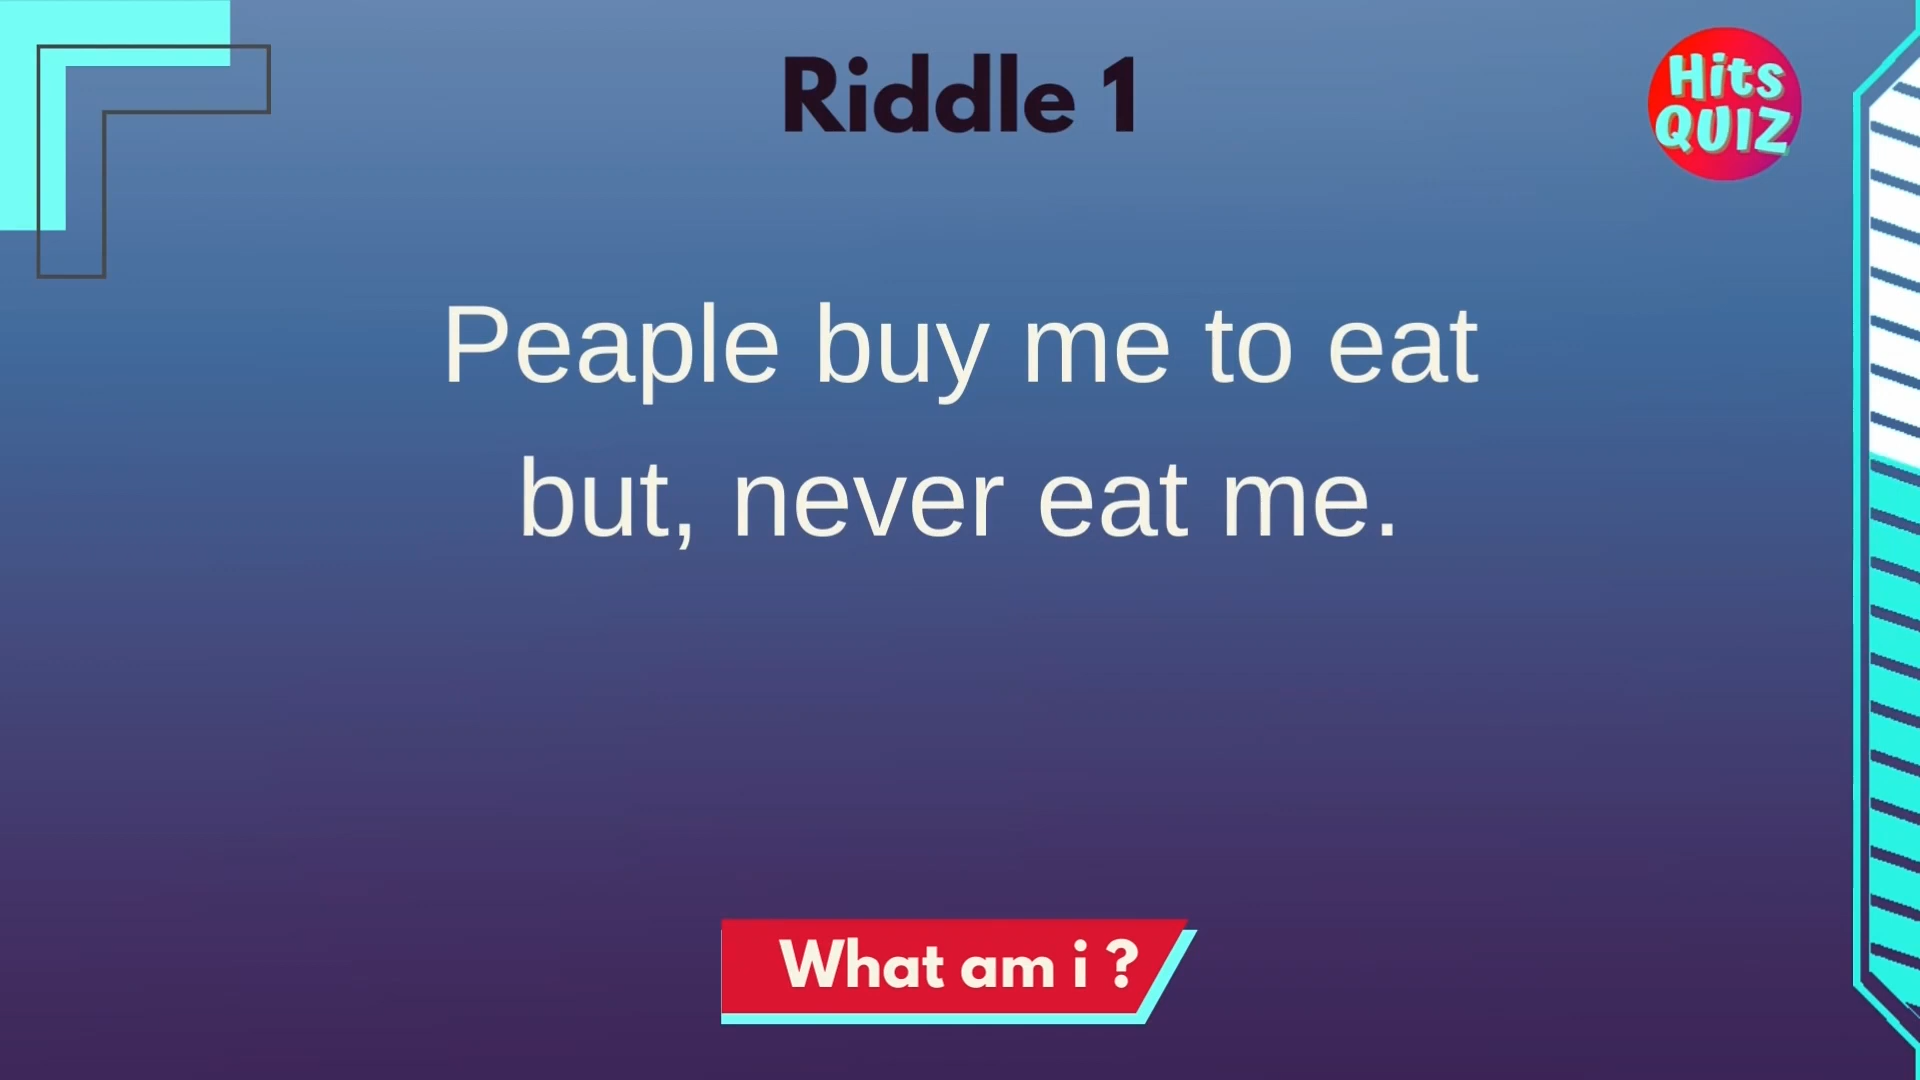 Riddle 1
Hits
QUIZ
Peaple buy me to eat
but, never eat me.
What am i ?